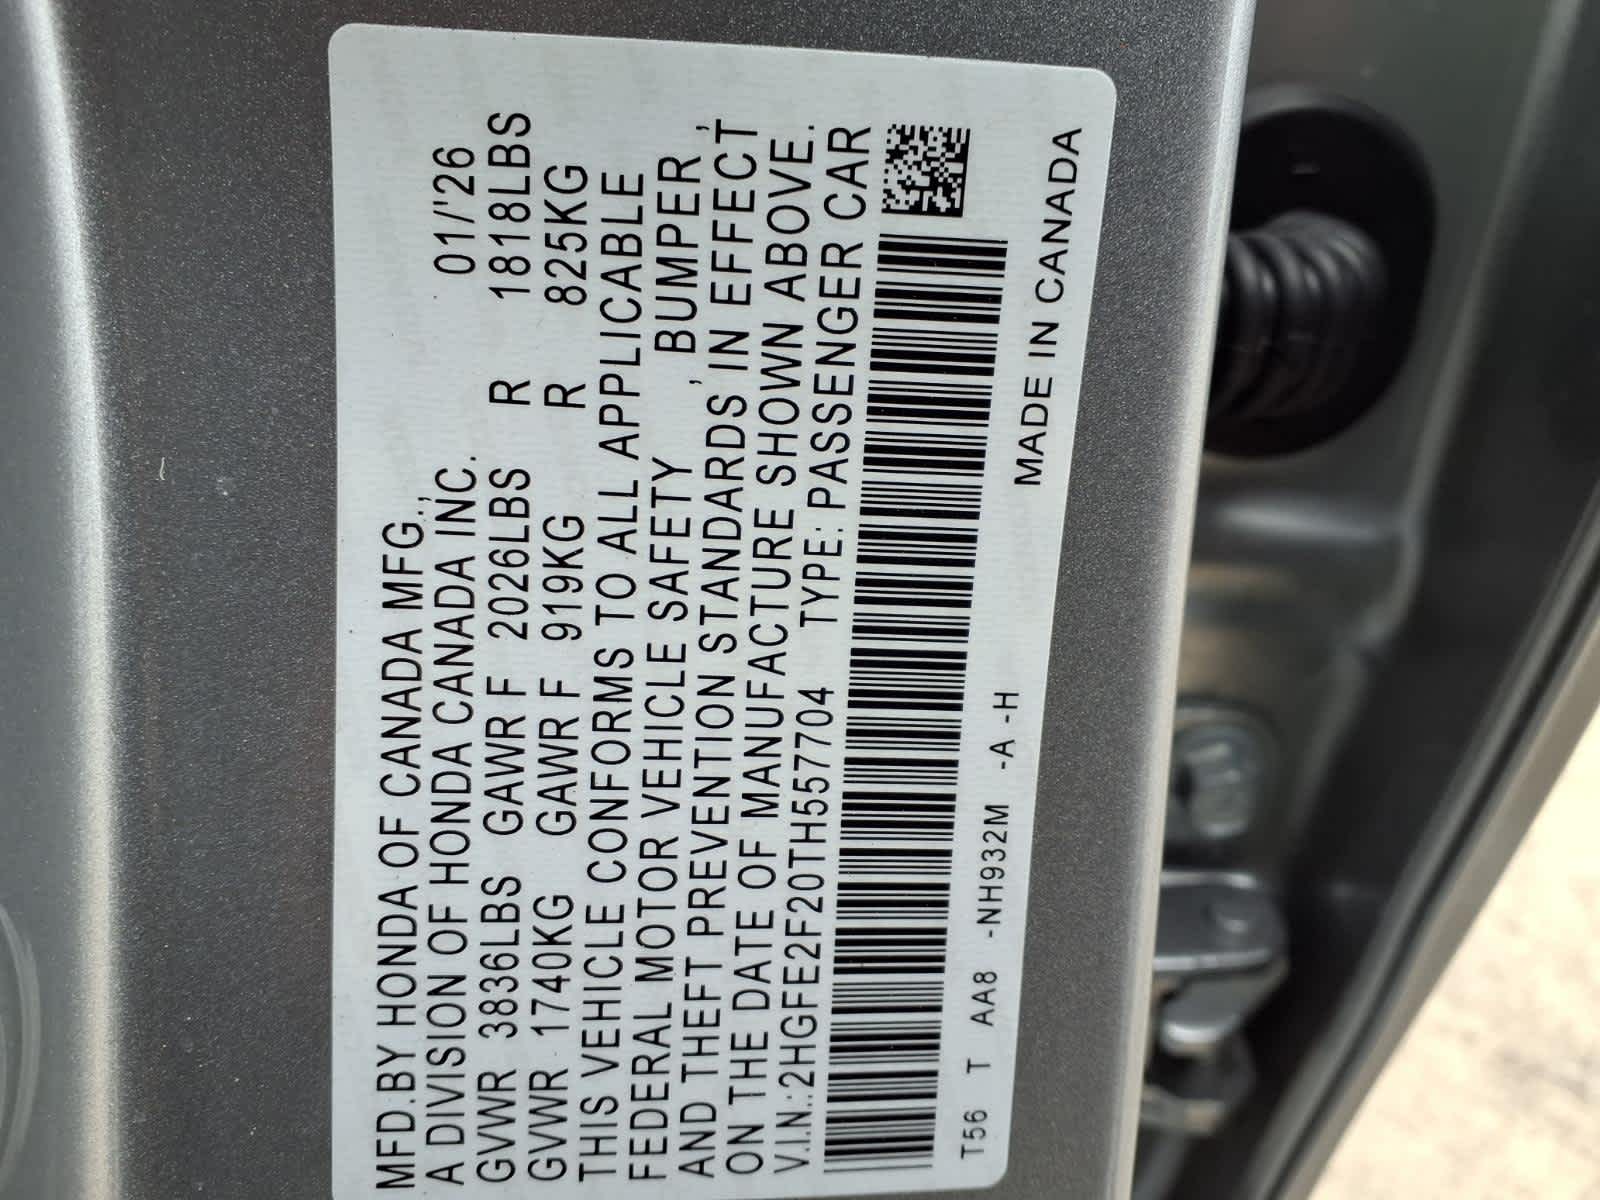 MFD.BY HONDA OF CANADA MFG.,
A DIVISION OF HONDA CANADA INC. 01/'26
GVWR 3836LBS GAWR F 2026LBS R 1818LBS
GVWR 1740KG GAWR F 919KG R 825KG
THIS VEHICLE CONFORMS TO ALL APPLICABLE
FEDERAL MOTOR VEHICLE SAFETY, BUMPER,
AND THEFT PREVENTION STANDARDS, IN EFFECT
ON THE DATE OF MANUFACTURE SHOWN ABOVE.
V.I.N.:2HGFE2F20TH557704 TYPE: PASSENGER CAR
T56 T AA8 -NH932M -A -H MADE IN CANADA